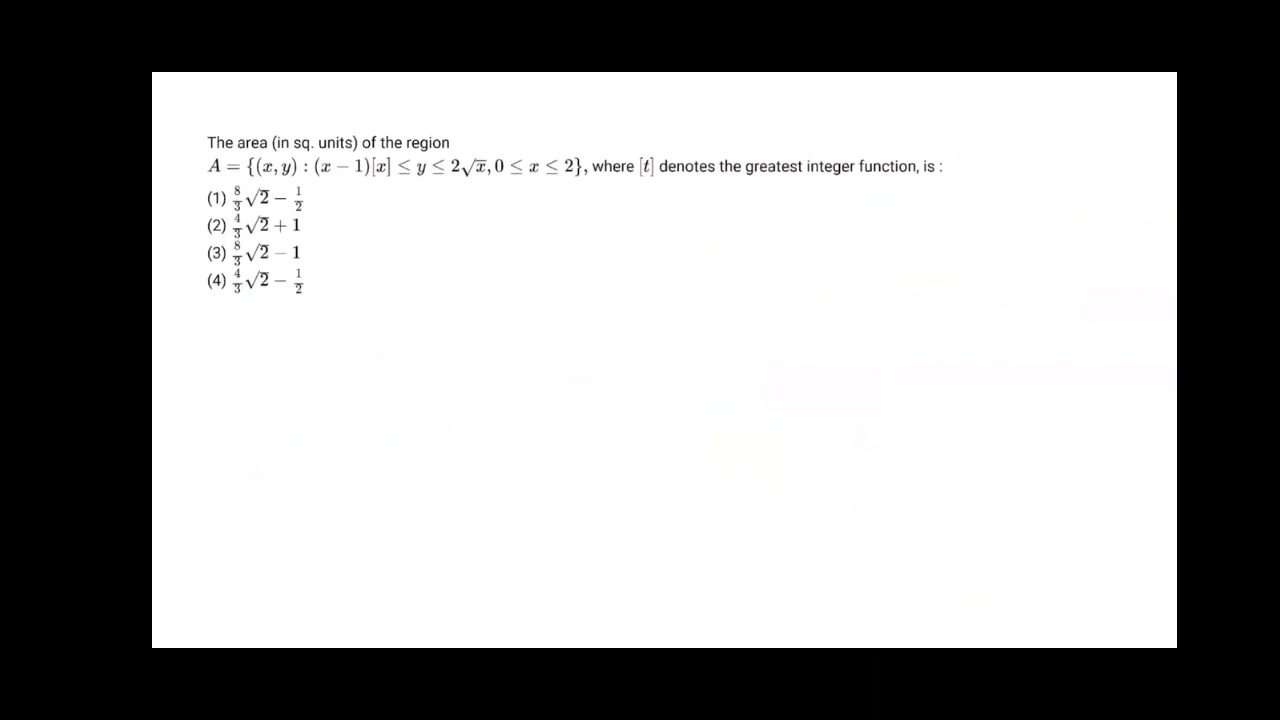 The area (in sq. units) of the region
A = {(x, y) : (x − 1)[x] ≤ y ≤ 2√x, 0 ≤ x ≤ 2}, where [t] denotes the greatest integer function, is :
(1) 8/3 √2 − 1/2
(2) 4/3 √2 + 1
(3) 8/3 √2 − 1
(4) 4/3 √2 − 1/2